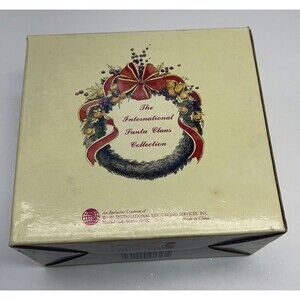 The
International
Santa Claus
Collection
An Exclusive Creation of
INTERNATIONAL RESOURCING SERVICES, INC.
Made in China